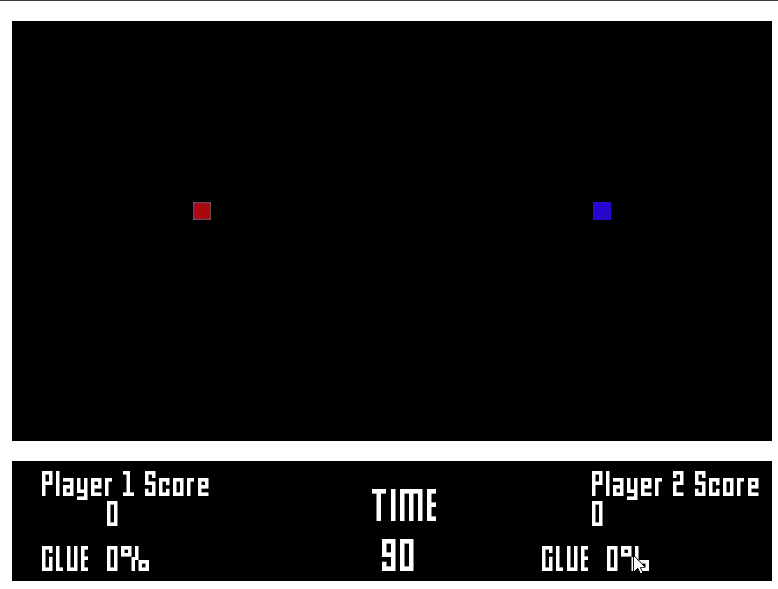 Player 1 Score
0
GLUE 0%
TIME
90
Player 2 Score
0
GLUE 0%